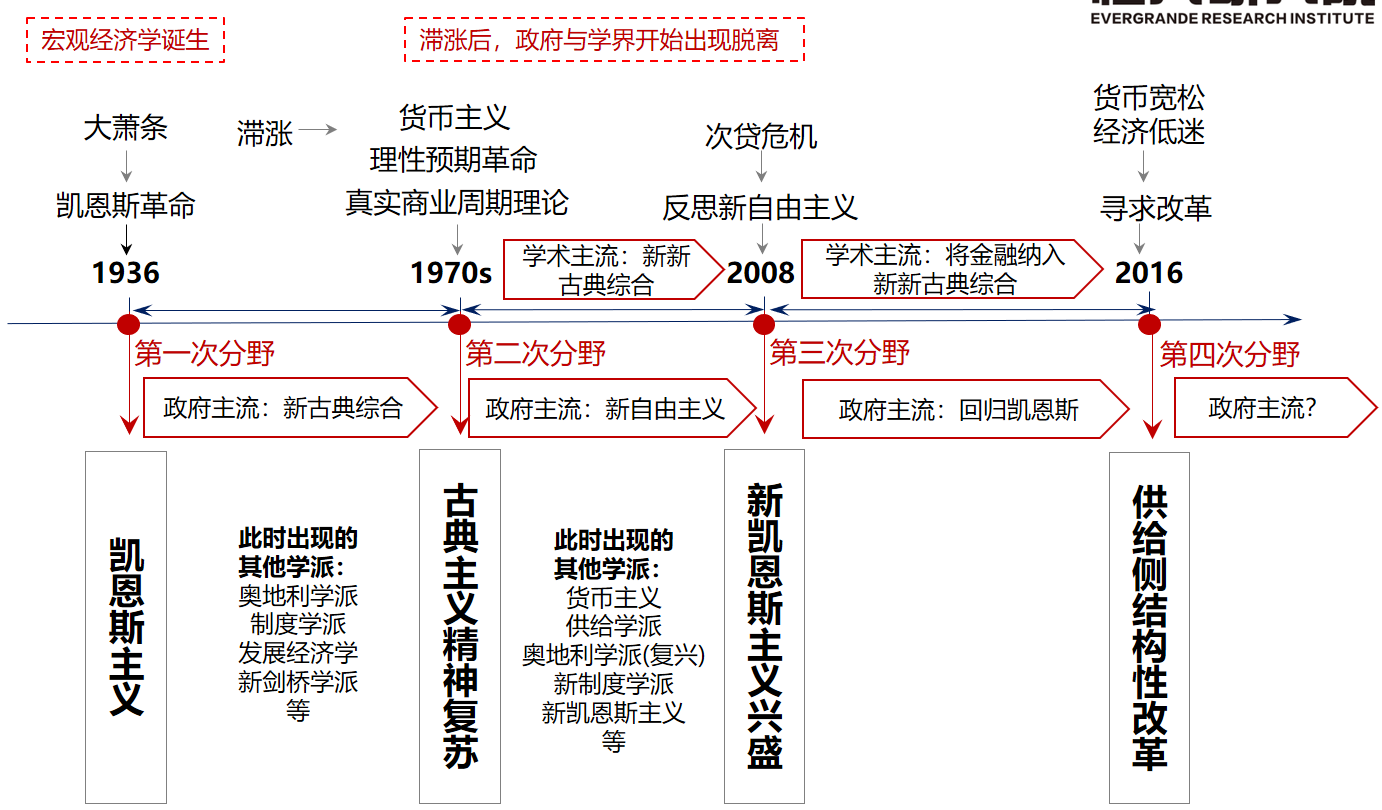 EVERGRANDE RESEARCH INSTITUTE
宏观经济学诞生
滞涨后，政府与学界开始出现脱离
大萧条
凯恩斯革命
1936
滞涨
货币主义
理性预期革命
真实商业周期理论
1970s
学术主流：新新
古典综合
次贷危机
反思新自由主义
2008
学术主流：将金融纳入
新新古典综合
货币宽松
经济低迷
寻求改革
2016
第一次分野
第二次分野
第三次分野
第四次分野
政府主流：新古典综合
政府主流：新自由主义
政府主流：回归凯恩斯
政府主流？
凯恩斯主义
此时出现的
其他学派：
奥地利学派
制度学派
发展经济学
新剑桥学派
等
古典主义精神复苏
此时出现的
其他学派：
货币主义
供给学派
奥地利学派(复兴)
新制度学派
新凯恩斯主义
等
新凯恩斯主义兴盛
供给侧结构性改革